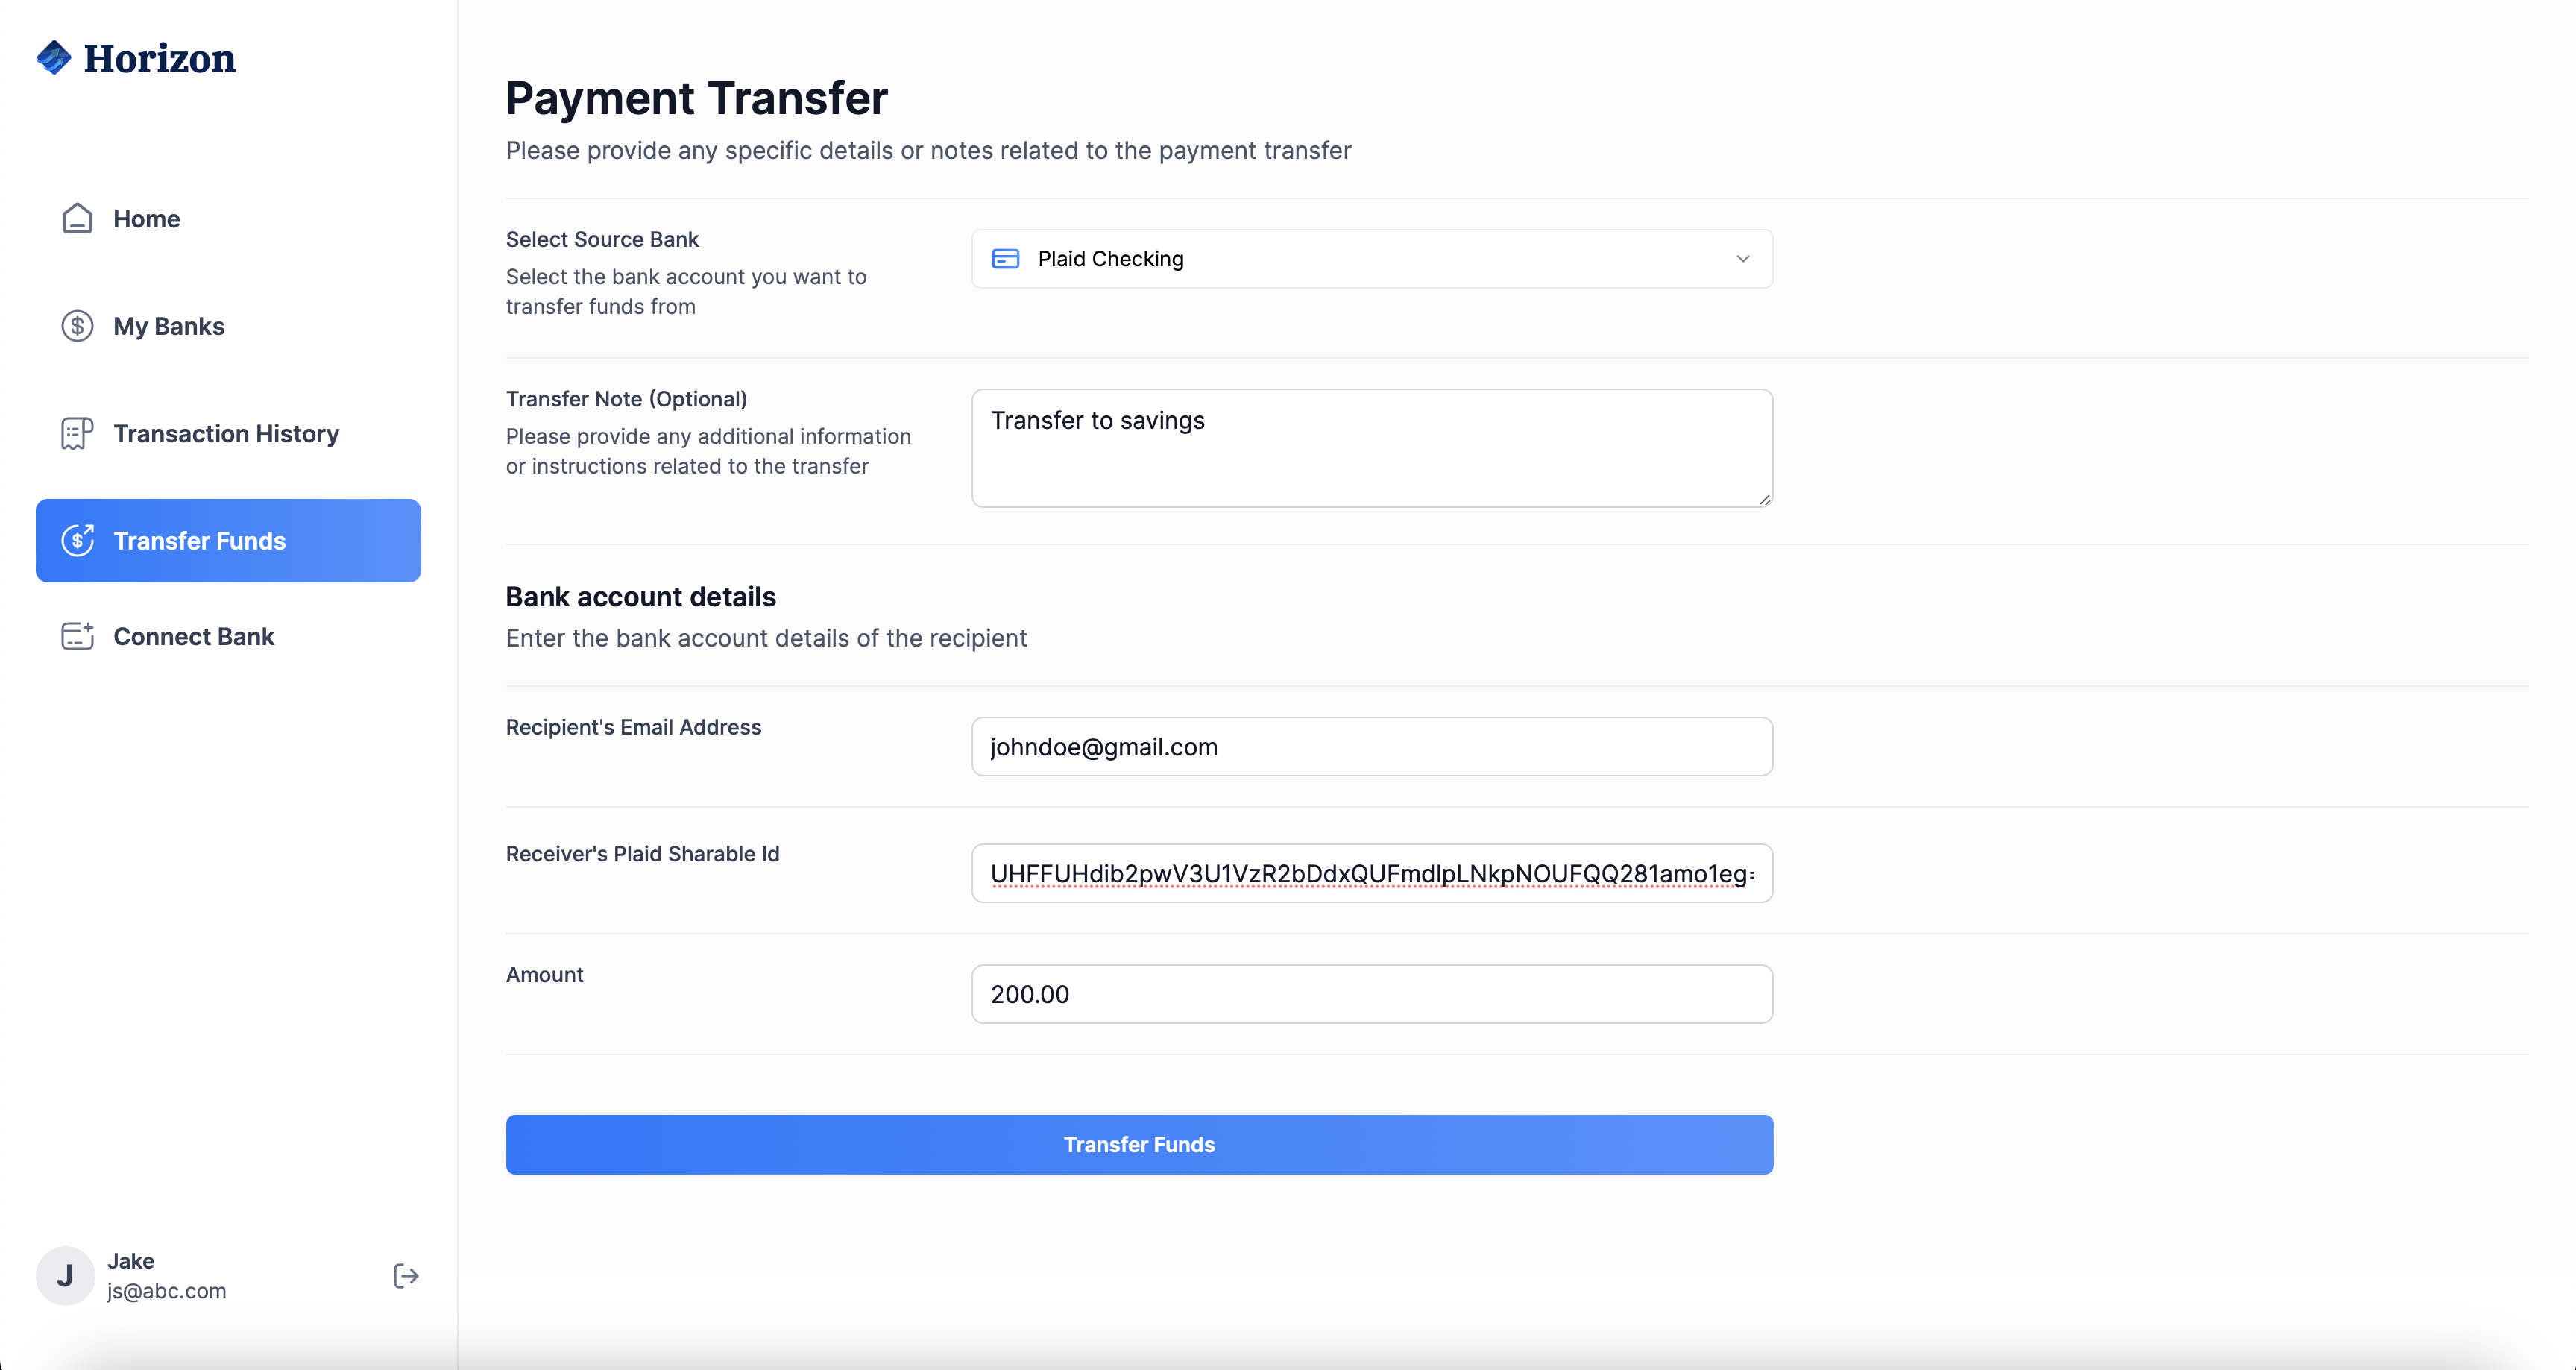 Horizon
Home
My Banks
Transaction History
Transfer Funds
Connect Bank
J
Jake
js@abc.com
Payment Transfer
Please provide any specific details or notes related to the payment transfer
Select Source Bank
Select the bank account you want to
transfer funds from
Plaid Checking
Transfer Note (Optional)
Please provide any additional information
or instructions related to the transfer
Transfer to savings
Bank account details
Enter the bank account details of the recipient
Recipient's Email Address
johndoe@gmail.com
Receiver's Plaid Sharable Id
UHFFUHdib2pwV3U1VzR2bDdxQUFmdlpLNkpNOUFQQ281amo1eg=
Amount
200.00
Transfer Funds